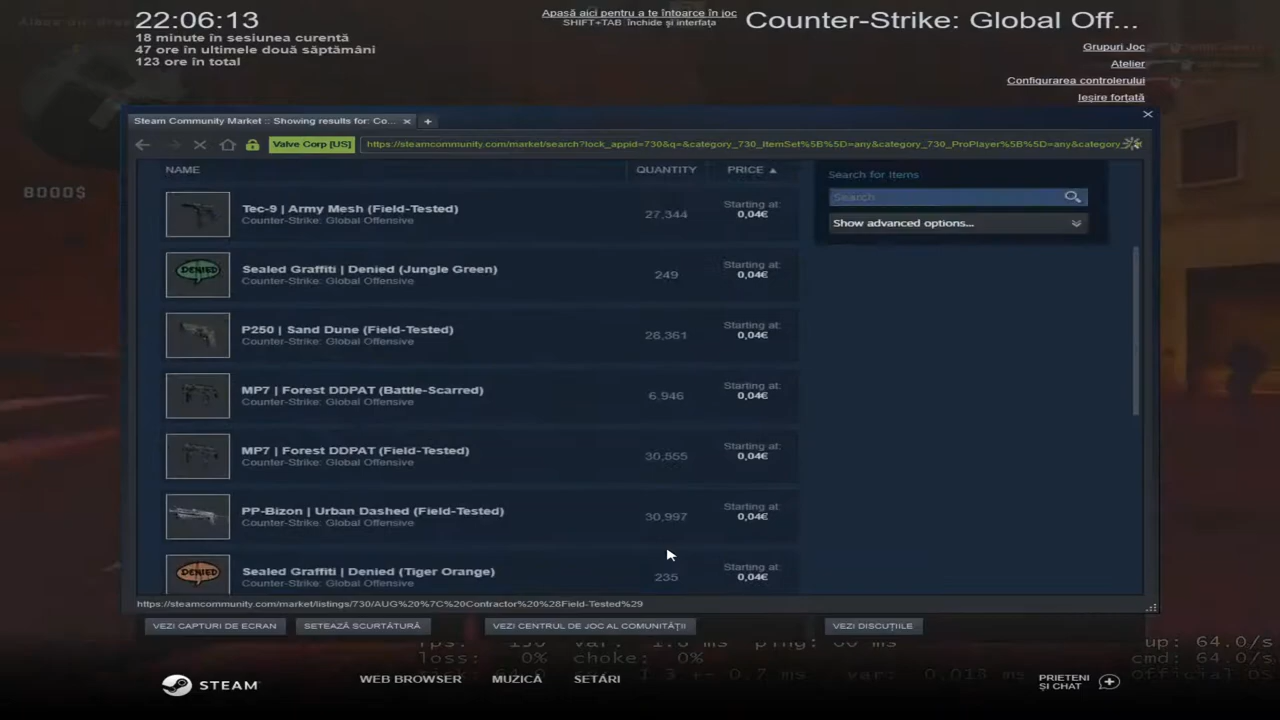 22:06:13
18 minute în sesiunea curentă
47 ore în ultimele două săptămâni
123 ore în total
Apasă aici pentru a te întoarce în joc
SHIFT+TAB închide și interfața
Counter-Strike: Global Off...
Grupuri Joc
Atelier
Configurarea controlerului
Ieșire forțată
Steam Community Market :: Showing results for: Co...
Valve Corp [US]
https://steamcommunity.com/market/search?lock_appid=730&q=&category_730_ItemSet%5B%5D=any&category_730_ProPlayer%5B%5D=any&category_
8000$
NAME QUANTITY PRICE ▲
Tec-9 | Army Mesh (Field-Tested)
Counter-Strike: Global Offensive
27,344
Starting at:
0,04€
DENIED
Sealed Graffiti | Denied (Jungle Green)
Counter-Strike: Global Offensive
249
Starting at:
0,04€
P250 | Sand Dune (Field-Tested)
Counter-Strike: Global Offensive
28,361
Starting at:
0,04€
MP7 | Forest DDPAT (Battle-Scarred)
Counter-Strike: Global Offensive
6,946
Starting at:
0,04€
MP7 | Forest DDPAT (Field-Tested)
Counter-Strike: Global Offensive
30,555
Starting at:
0,04€
PP-Bizon | Urban Dashed (Field-Tested)
Counter-Strike: Global Offensive
30,997
Starting at:
0,04€
DENIED
Sealed Graffiti | Denied (Tiger Orange)
Counter-Strike: Global Offensive
235
Starting at:
0,04€
Search for Items
Search
Show advanced options...
https://steamcommunity.com/market/listings/730/AUG%20%7C%20Contractor%20%28Field-Tested%29
VEZI CAPTURI DE ECRAN
SETEAZĂ SCURTĂTURĂ
VEZI CENTRUL DE JOC AL COMUNITĂȚII
VEZI DISCUȚIILE
up: 64.0/s
loss: 0% choke: 0%
cmd: 64.0/s
STEAM
WEB BROWSER
MUZICĂ
SETĂRI
PRIETENI
ȘI CHAT